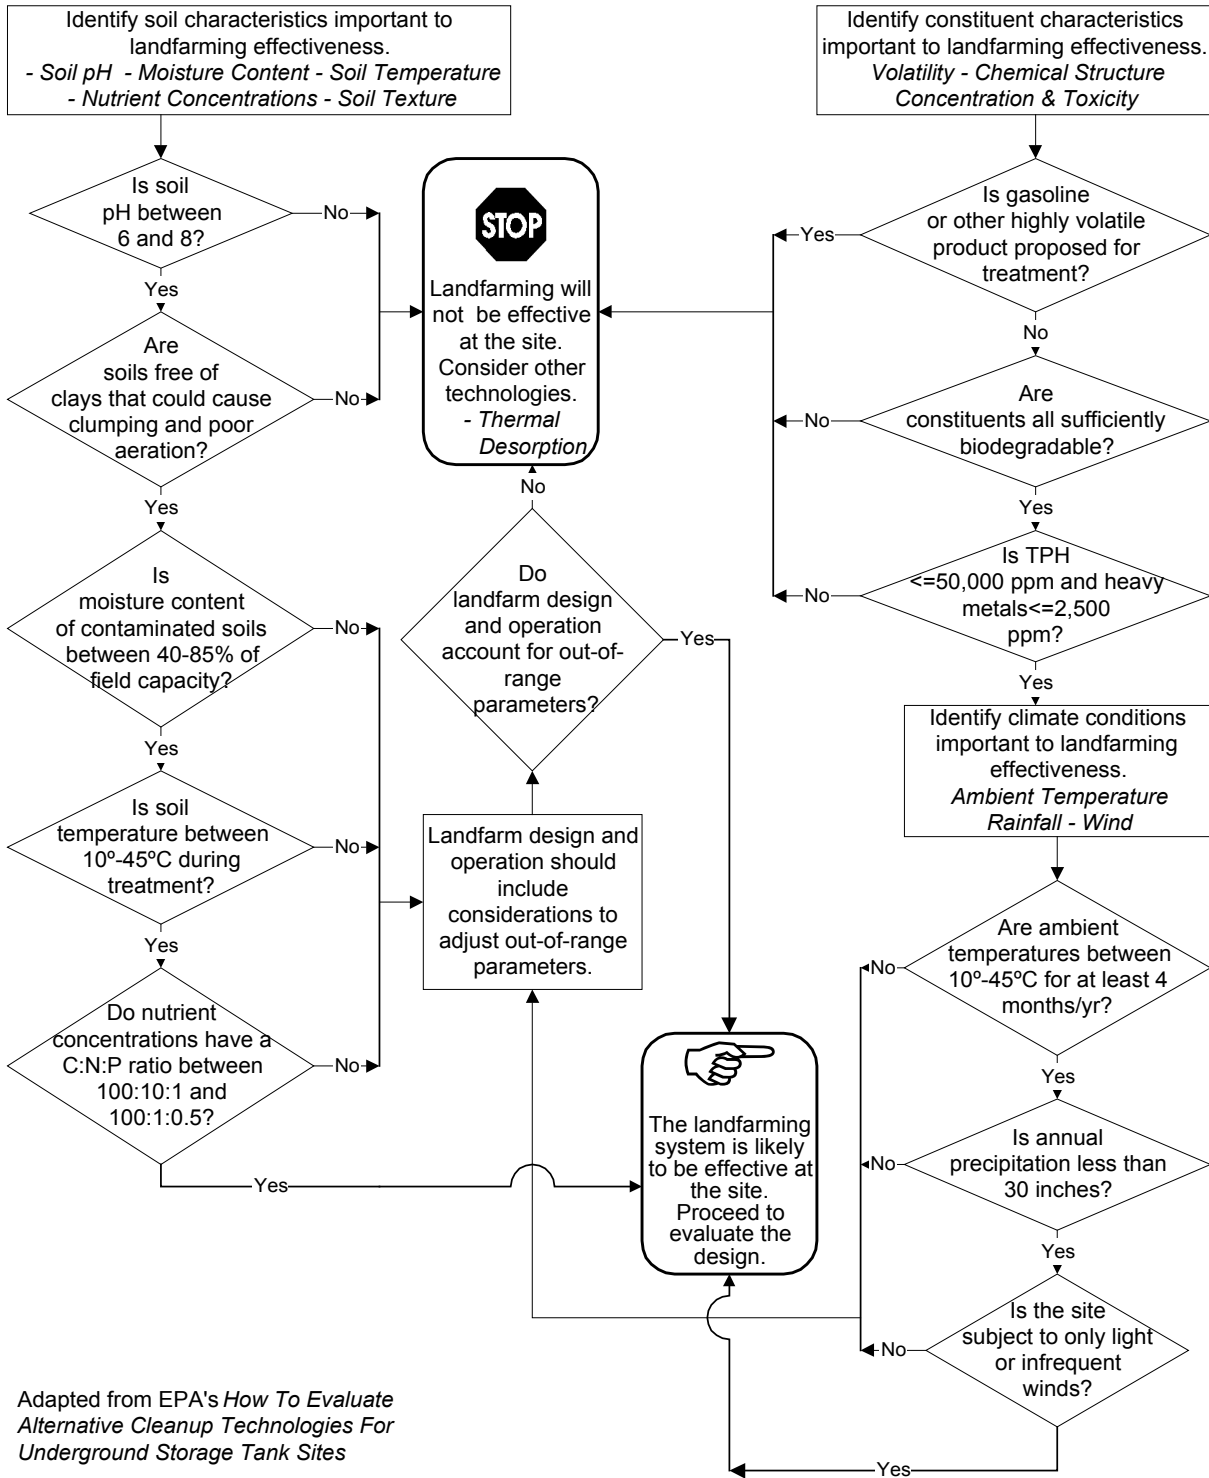 Identify soil characteristics important to
landfarming effectiveness.
- Soil pH - Moisture Content - Soil Temperature
- Nutrient Concentrations - Soil Texture
Is soil
pH between
6 and 8?
No
Yes
Are
soils free of
clays that could cause
clumping and poor
aeration?
No
Yes
Is
moisture content
of contaminated soils
between 40-85% of
field capacity?
No
Yes
Is soil
temperature between
10º-45ºC during
treatment?
No
Yes
Do nutrient
concentrations have a
C:N:P ratio between
100:10:1 and
100:1:0.5?
No
Yes
STOP
Landfarming will
not be effective
at the site.
Consider other
technologies.
- Thermal
Desorption
No
Do
landfarm design
and operation
account for out-of-
range
parameters?
Yes
Landfarm design and
operation should
include
considerations to
adjust out-of-range
parameters.
The landfarming
system is likely
to be effective at
the site.
Proceed to
evaluate the
design.
Identify constituent characteristics
important to landfarming effectiveness.
Volatility - Chemical Structure
Concentration & Toxicity
Is gasoline
or other highly volatile
product proposed for
treatment?
Yes
No
Are
constituents all sufficiently
biodegradable?
No
Yes
Is TPH
<=50,000 ppm and heavy
metals<=2,500
ppm?
No
Yes
Identify climate conditions
important to landfarming
effectiveness.
Ambient Temperature
Rainfall - Wind
Are ambient
temperatures between
10º-45ºC for at least 4
months/yr?
No
Yes
Is annual
precipitation less than
30 inches?
No
Yes
Is the site
subject to only light
or infrequent
winds?
No
Yes
Adapted from EPA's How To Evaluate
Alternative Cleanup Technologies For
Underground Storage Tank Sites